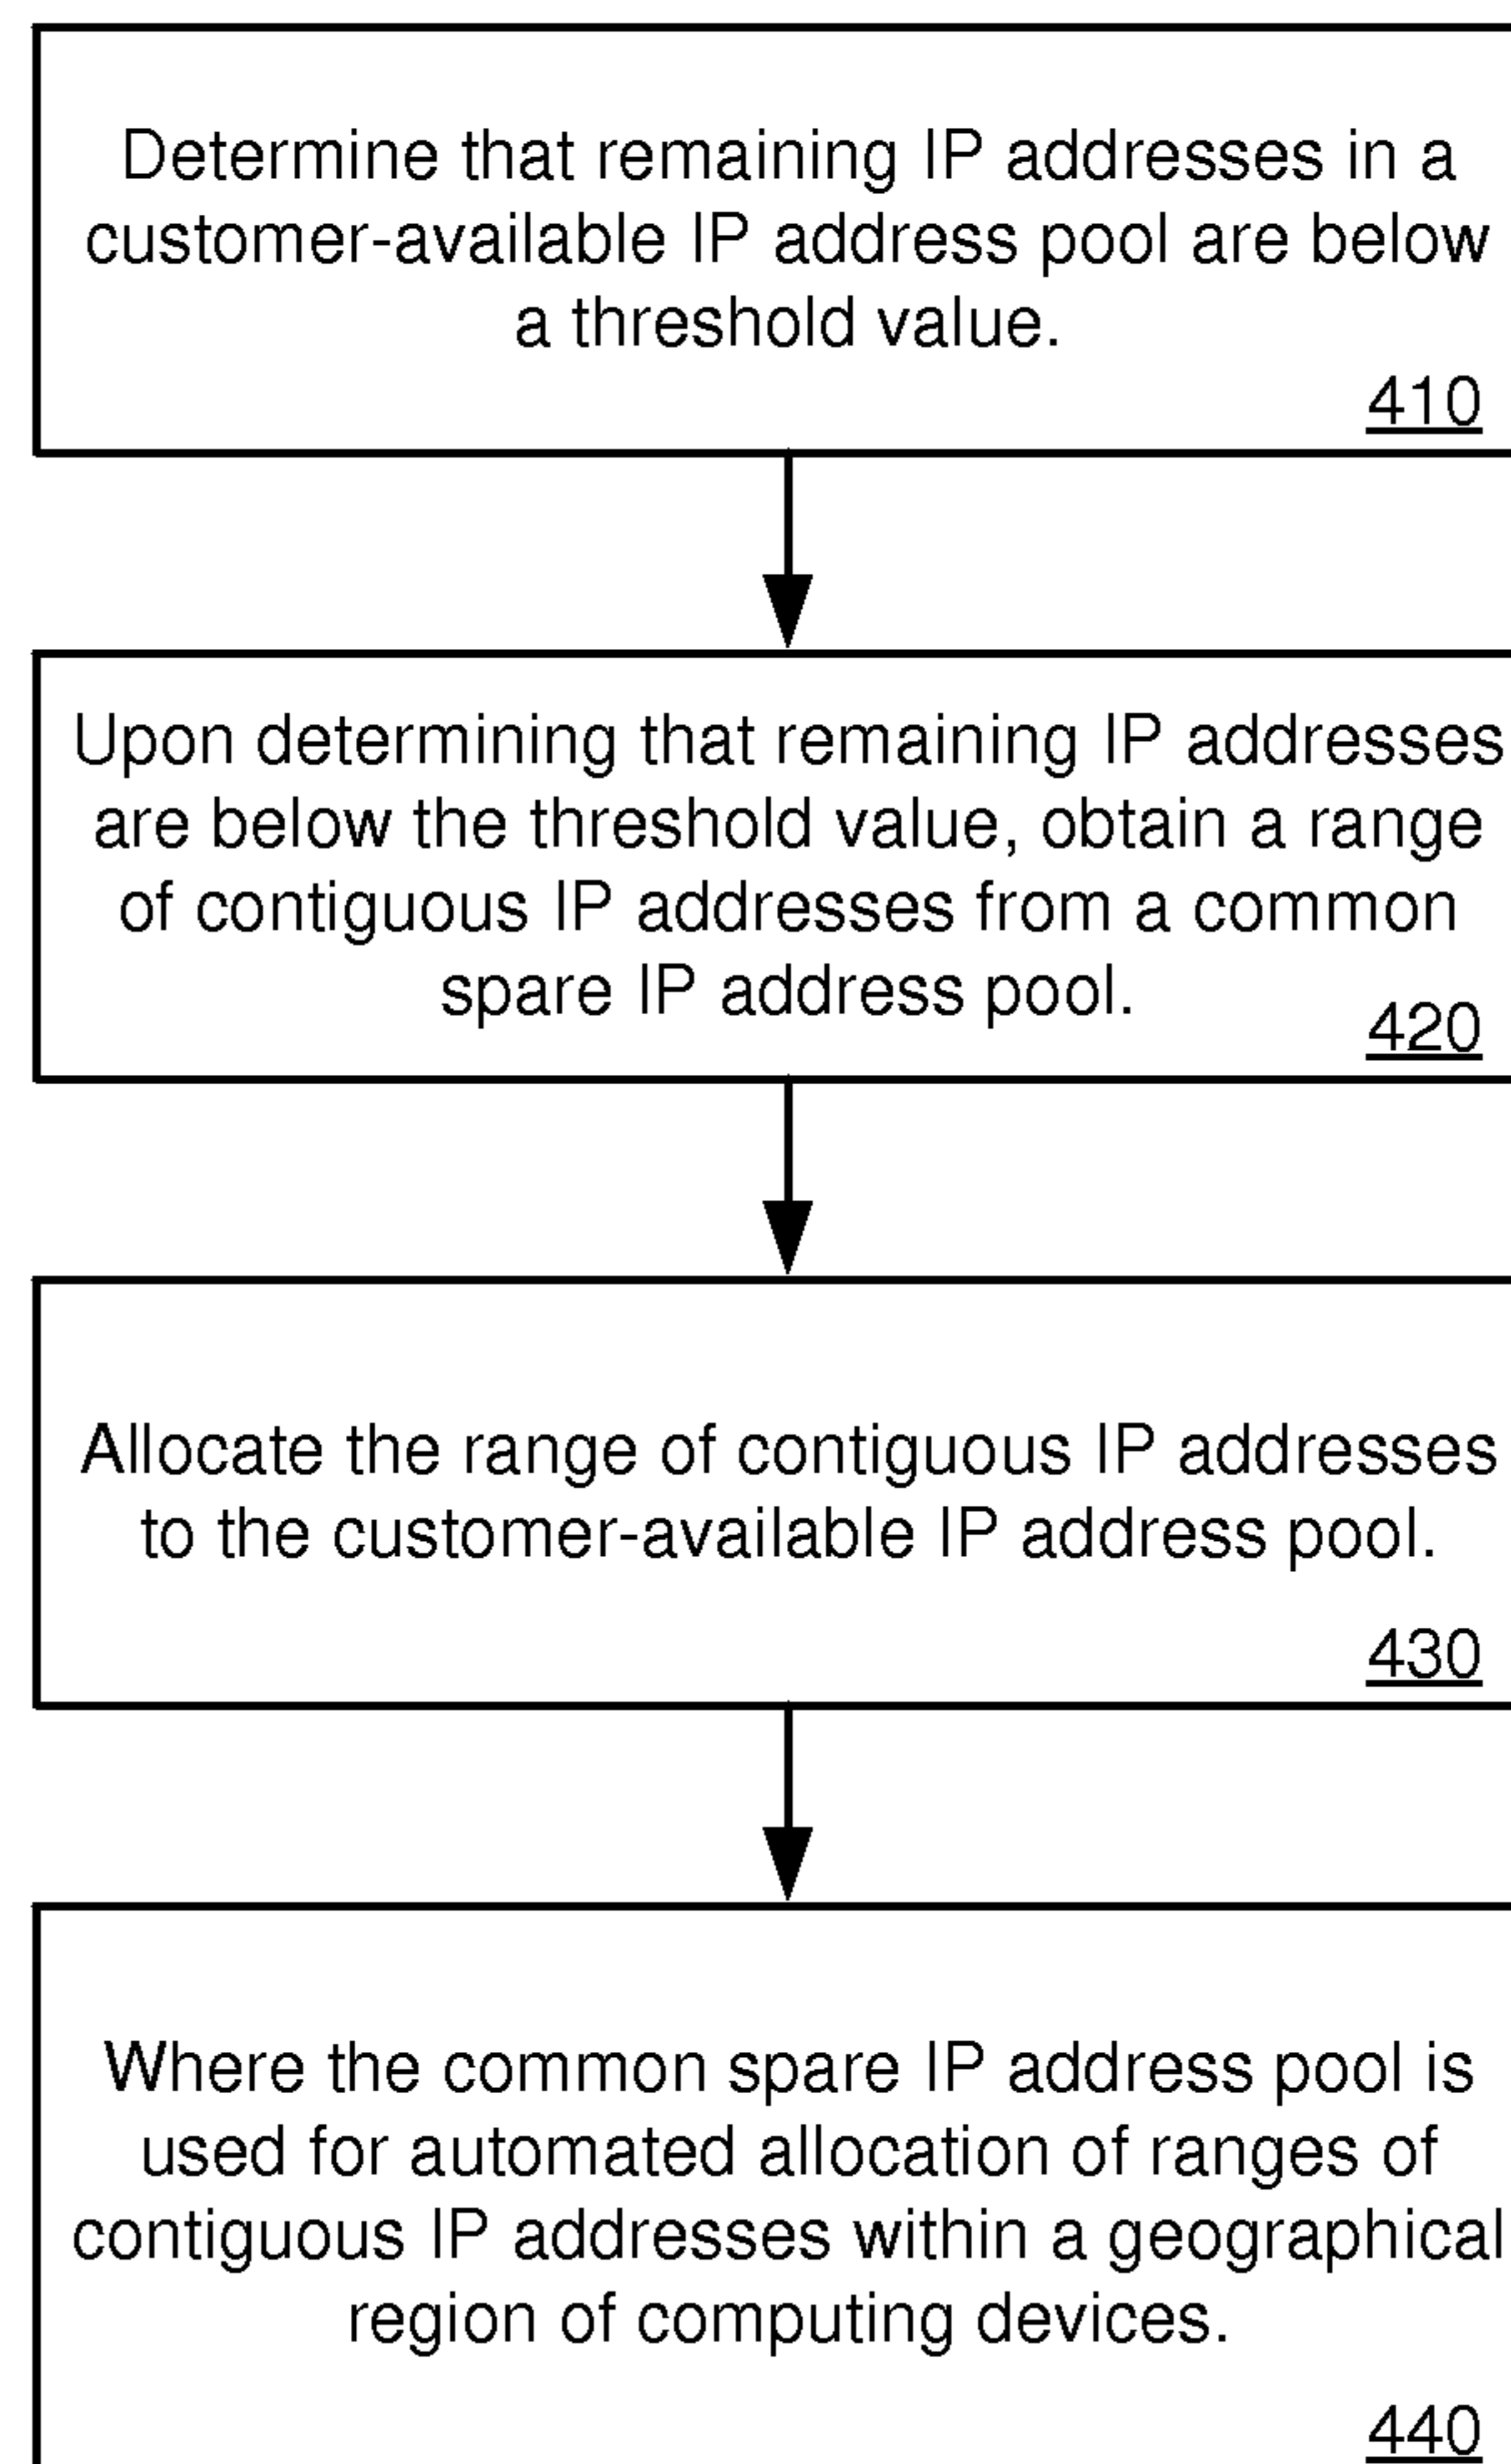 Determine that remaining IP addresses in a
customer-available IP address pool are below
a threshold value.
410
Upon determining that remaining IP addresses
are below the threshold value, obtain a range
of contiguous IP addresses from a common
spare IP address pool.
420
Allocate the range of contiguous IP addresses
to the customer-available IP address pool.
430
Where the common spare IP address pool is
used for automated allocation of ranges of
contiguous IP addresses within a geographical
region of computing devices.
440